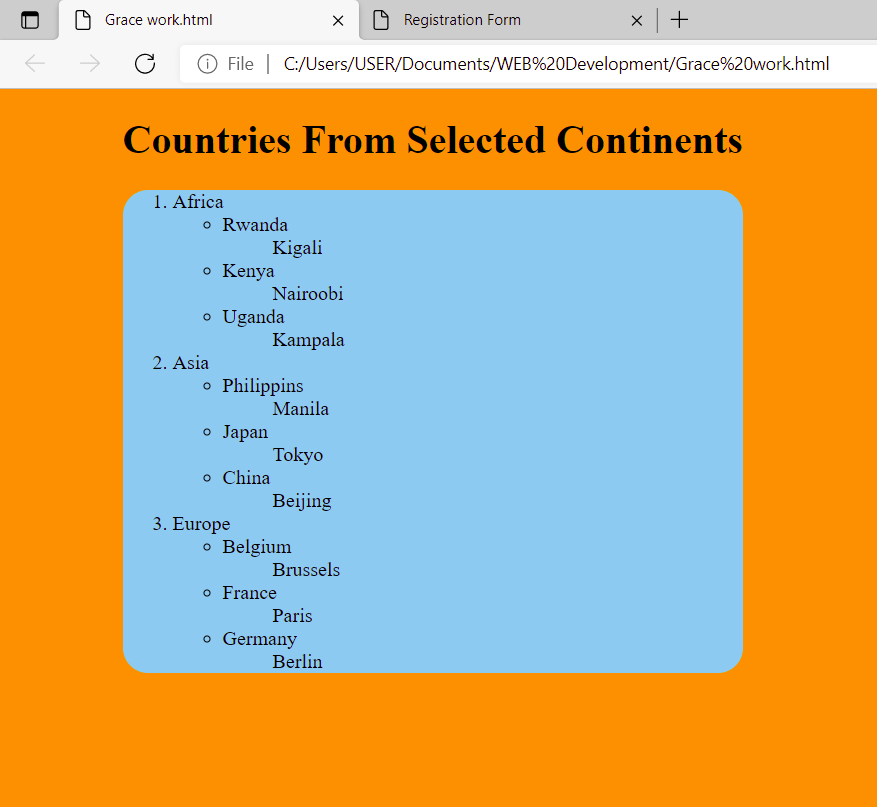 Grace work.html
Registration Form
File
C:/Users/USER/Documents/WEB%20Development/Grace%20work.html
Countries From Selected Continents
1. Africa
Rwanda
Kigali
Kenya
Nairoobi
Uganda
Kampala
2. Asia
Philippins
Manila
Japan
Tokyo
China
Beijing
3. Europe
Belgium
Brussels
France
Paris
Germany
Berlin